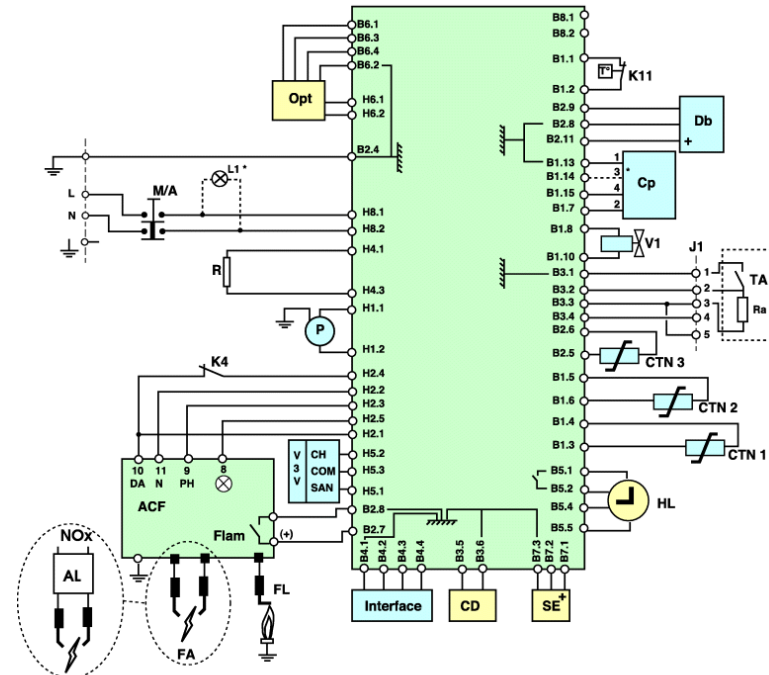 B6.1
B6.3
B6.4
B6.2
Opt
H6.1
H6.2
B2.4
L
N
M/A
L1 *
H8.1
H8.2
H4.1
R
H4.3
H1.1
P
H1.2
K4
H2.4
H2.2
H2.3
H2.5
H2.1
V
3
V
CH
COM
SAN
H5.2
H5.3
H5.1
10
11
9
8
DA
N
PH
ACF
Flam
(+)
B2.8
B2.7
NOx
AL
FA
FL
B8.1
B8.2
B1.1
T°
K11
B1.2
B2.9
B2.8
B2.11
Db
+
B1.13
B1.14
B1.15
B1.7
1
3
*
4
2
Cp
B1.8
V1
B1.10
J1
B3.1
B3.2
B3.3
B3.4
1
2
3
4
5
TA
Ra
B2.6
B2.5
CTN 3
B1.5
B1.6
CTN 2
B1.4
B1.3
CTN 1
B5.1
B5.2
B5.4
B5.5
HL
B4.1
B4.2
B4.3
B4.4
B3.5
B3.6
B7.3
B7.2
B7.1
Interface
CD
SE+